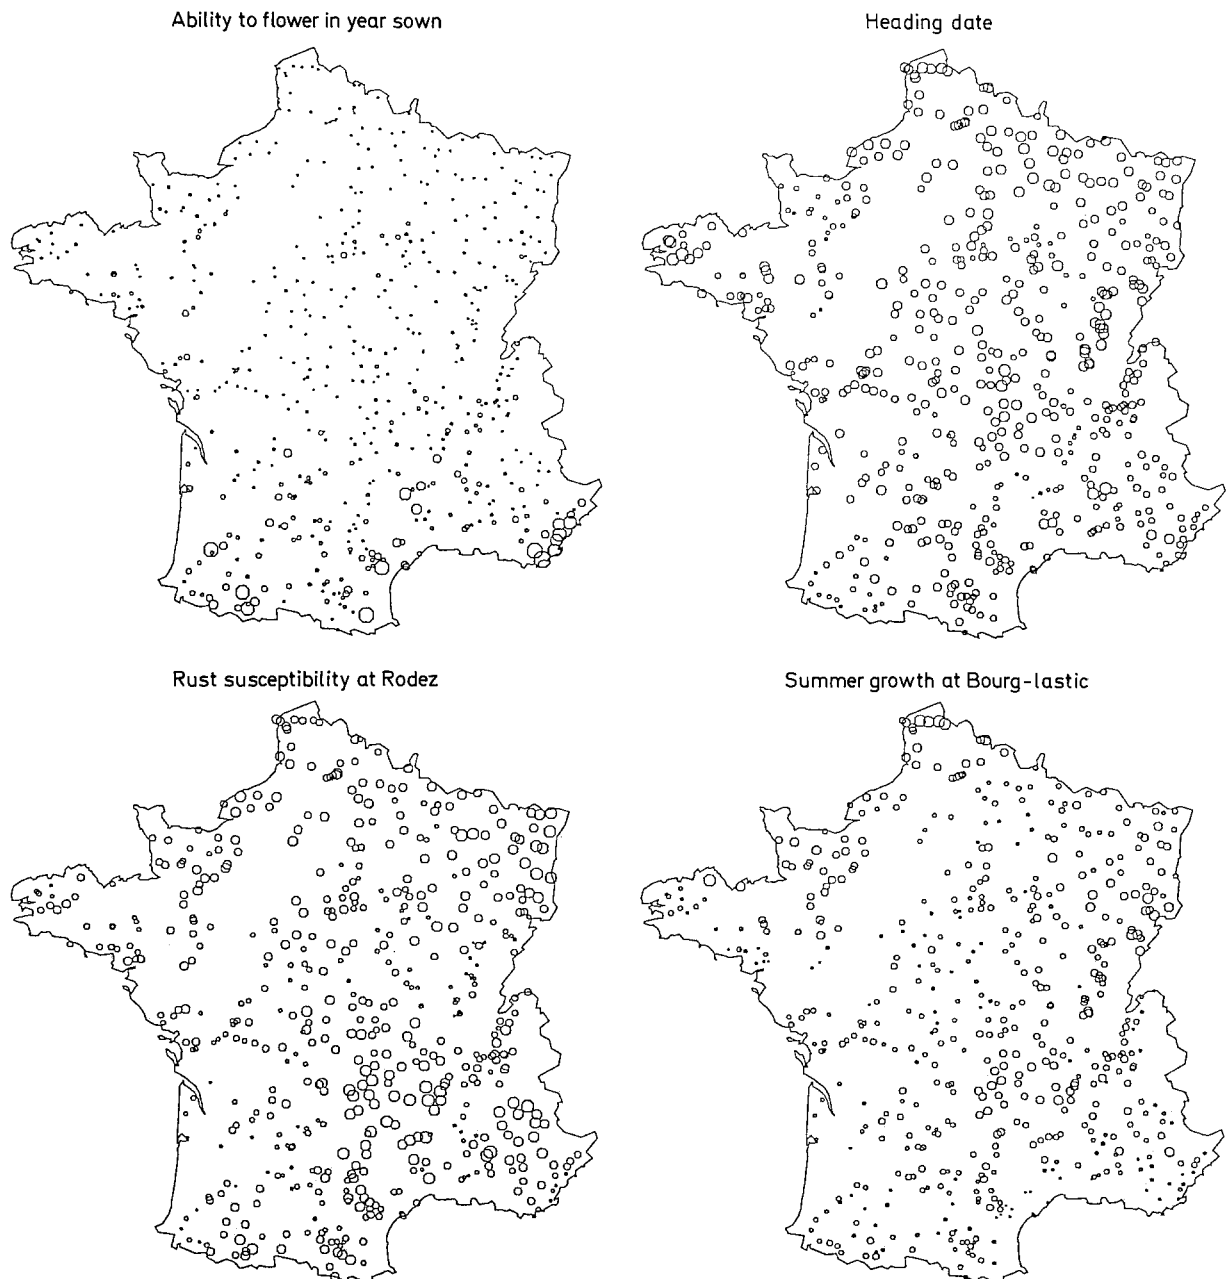 Ability to flower in year sown
Heading date
Rust susceptibility at Rodez
Summer growth at Bourg-lastic